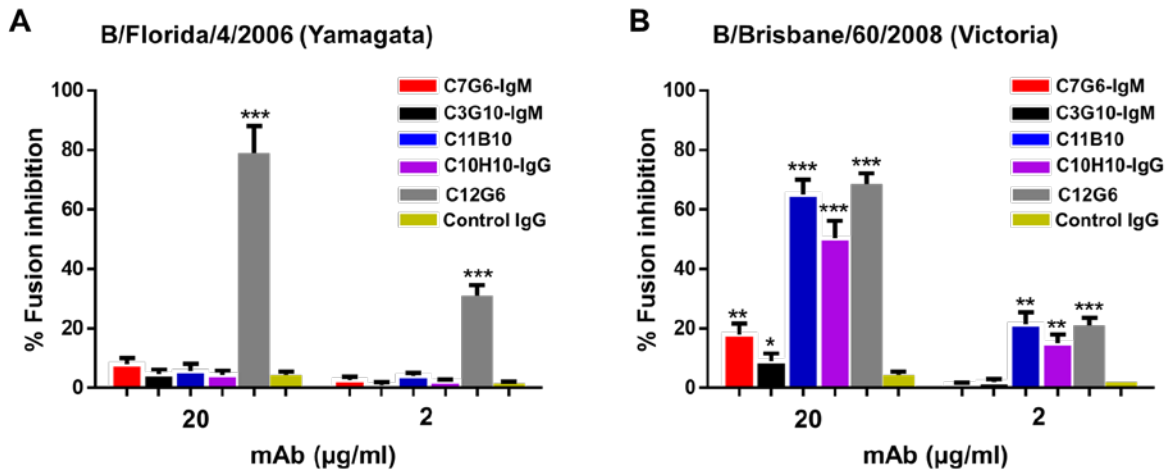 A
B/Florida/4/2006 (Yamagata)
% Fusion inhibition
100
80
60
40
20
0
***
***
C7G6-IgM
C3G10-IgM
C11B10
C10H10-IgG
C12G6
Control IgG
20
2
mAb (µg/ml)
B
B/Brisbane/60/2008 (Victoria)
% Fusion inhibition
100
80
60
40
20
0
**
*
***
***
***
**
**
***
C7G6-IgM
C3G10-IgM
C11B10
C10H10-IgG
C12G6
Control IgG
20
2
mAb (µg/ml)